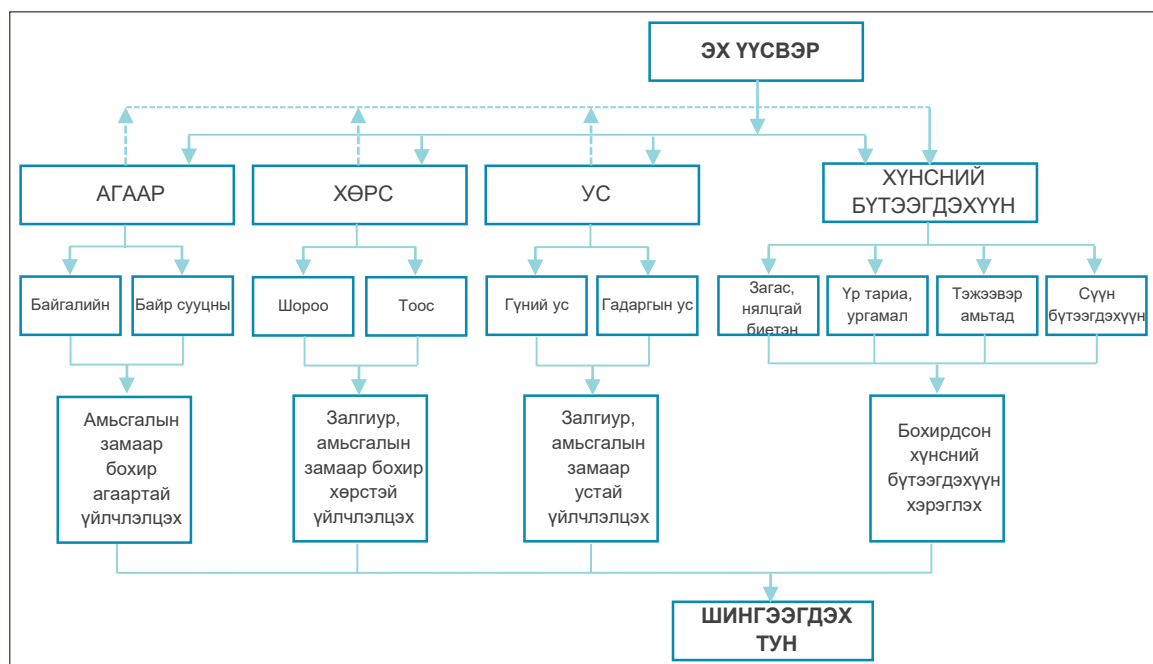 ЭХ ҮҮСВЭР
АГААР
ХӨРС
УС
ХҮНСНИЙ
БҮТЭЭГДЭХҮҮН
Байгалийн
Байр сууцны
Шороо
Тоос
Гүний ус
Гадаргын ус
Загас,
нялцгай
биетэн
Үр тариа,
ургамал
Тэжээвэр
амьтад
Сүүн
бүтээгдэхүүн
Амьсгалын
замаар
бохир
агаартай
үйлчлэлцэх
Залгиур,
амьсгалын
замаар бохир
хөрстэй
үйлчлэлцэх
Залгиур,
амьсгалын
замаар
устай
үйлчлэлцэх
Бохирдсон
хүнсний
бүтээгдэхүүн
хэрэглэх
ШИНГЭЭГДЭХ
ТУН